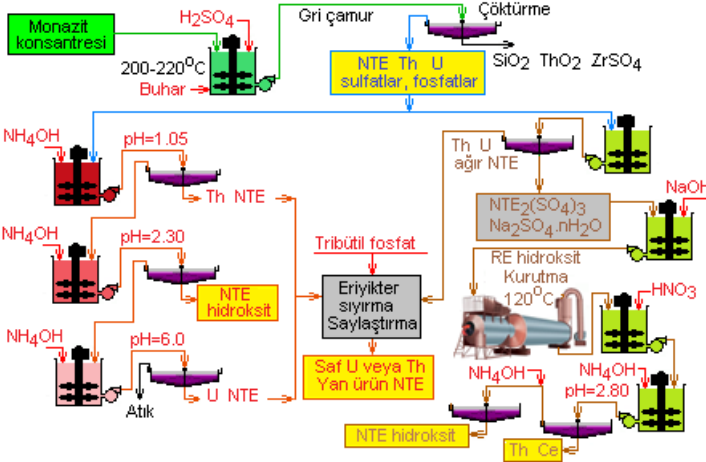 Monazit
konsantresi
H2SO4
Gri çamur
Çöktürme
200-220°C
Buhar
SiO2 ThO2 ZrSO4
NTE Th U
sulfatlar, fosfatlar
NH4OH
pH=1.05
Th NTE
NH4OH
pH=2.30
NTE
hidroksit
NH4OH
pH=6.0
Atık
U NTE
Tribütil fosfat
Eriyikter
sıyırma
Saylaştırma
Saf U veya Th
Yan ürün NTE
Th U
ağır NTE
NTE2(SO4)3
Na2SO4.nH2O
NaOH
RE hidroksit
Kurutma
120°C
HNO3
NH4OH
NH4OH
pH=2.80
NTE hidroksit
Th Ce